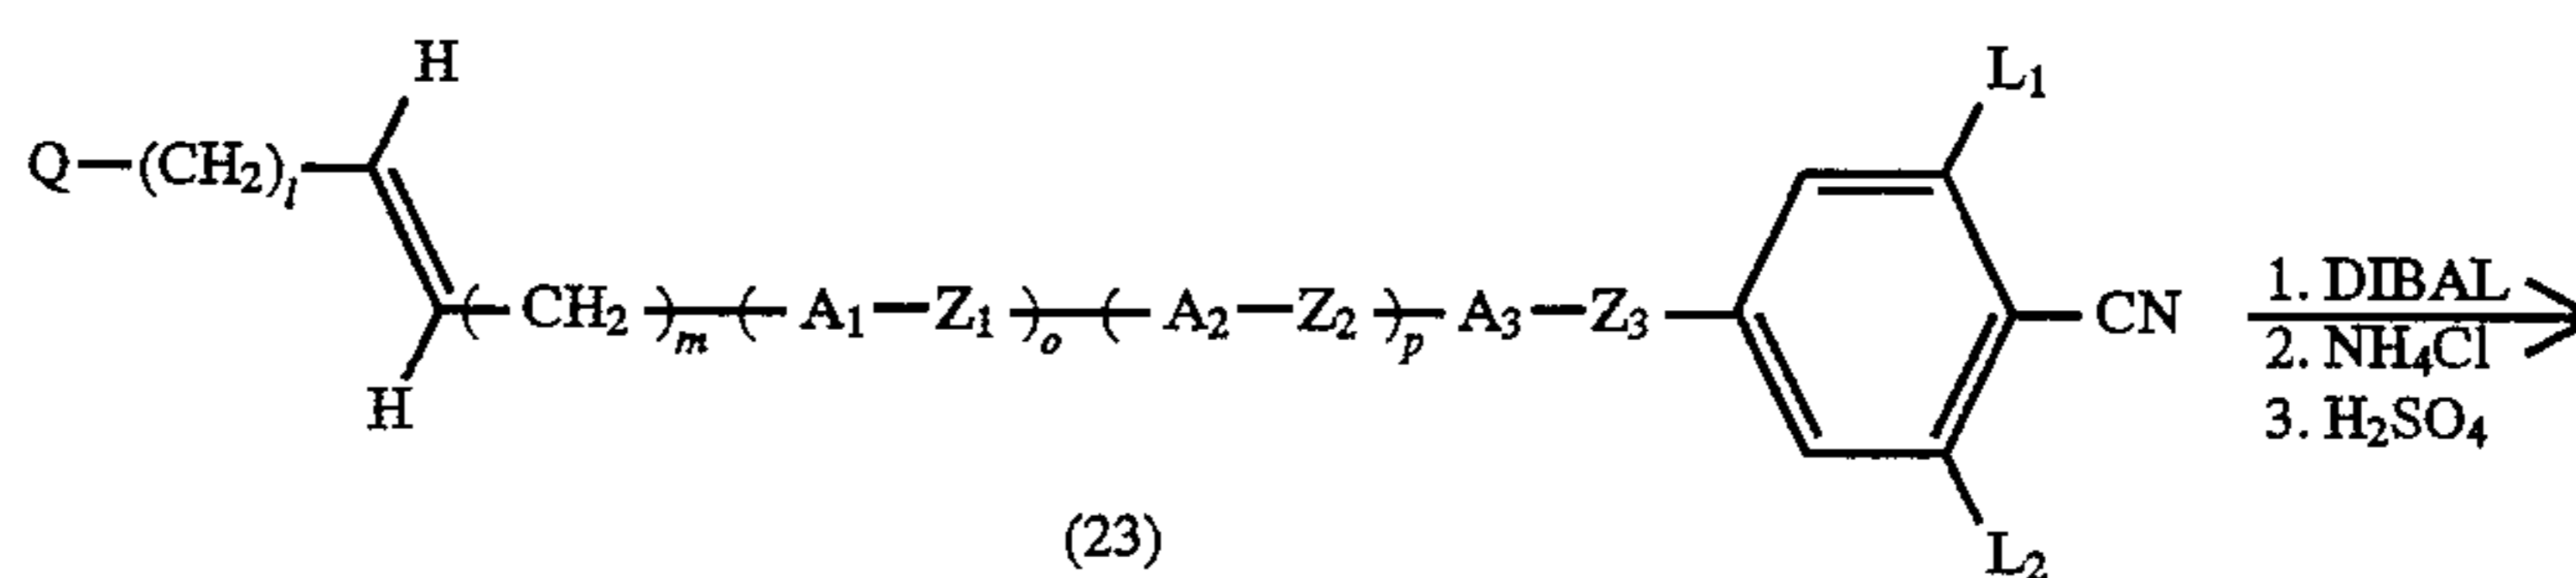 H
L₁
Q—(CH₂)ₗ
(CH₂)ₘ—(A₁—Z₁)ₒ—(A₂—Z₂)ₚ—A₃—Z₃
CN
H
L₂
1. DIBAL
2. NH₄Cl
3. H₂SO₄
(23)